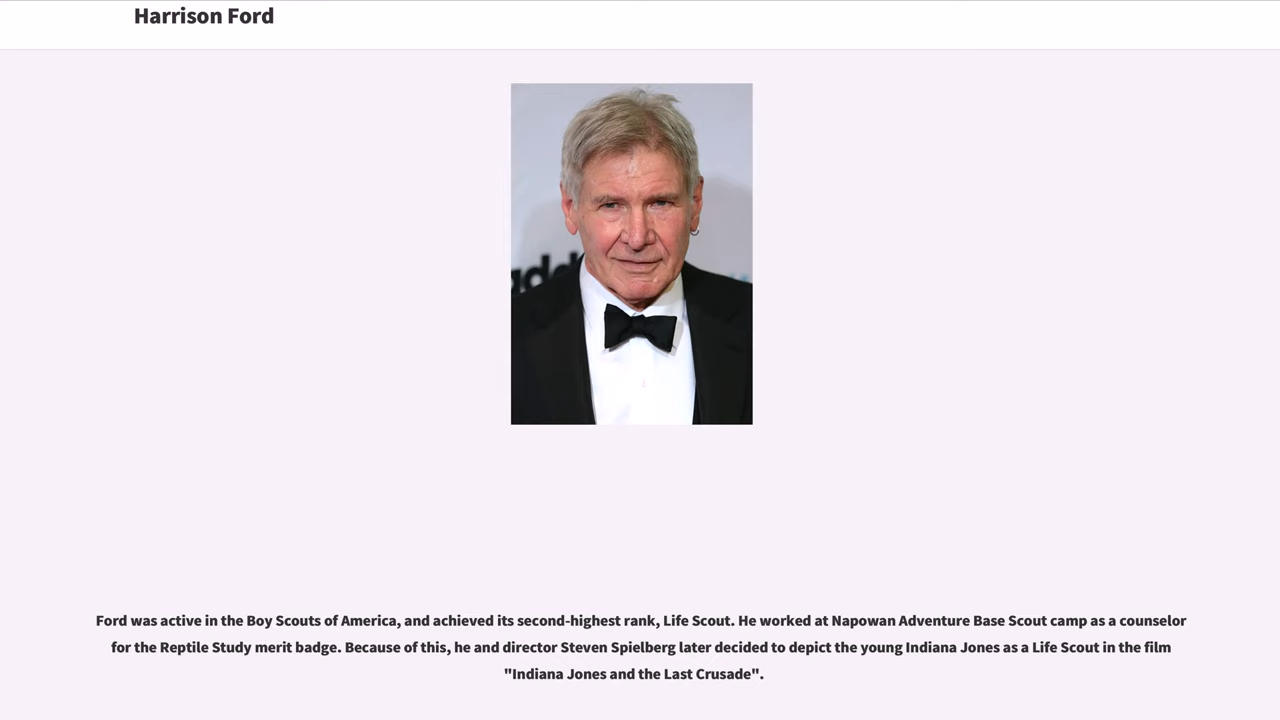 Harrison Ford
Ford was active in the Boy Scouts of America, and achieved its second-highest rank, Life Scout. He worked at Napowan Adventure Base Scout camp as a counselor
for the Reptile Study merit badge. Because of this, he and director Steven Spielberg later decided to depict the young Indiana Jones as a Life Scout in the film
"Indiana Jones and the Last Crusade".